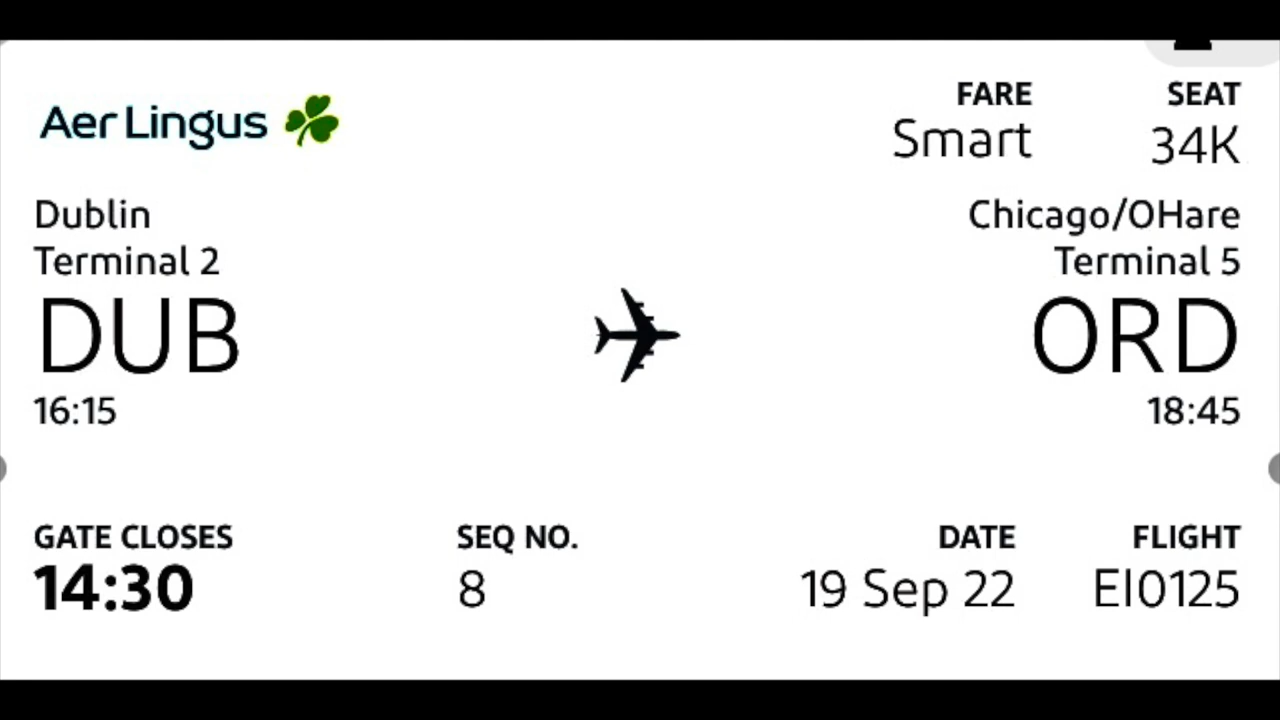 Aer Lingus
FARE
SEAT
Smart
34K
Dublin
Chicago/OHare
Terminal 2
Terminal 5
DUB
ORD
16:15
18:45
GATE CLOSES
SEQ NO.
DATE
FLIGHT
14:30
8
19 Sep 22
EI0125